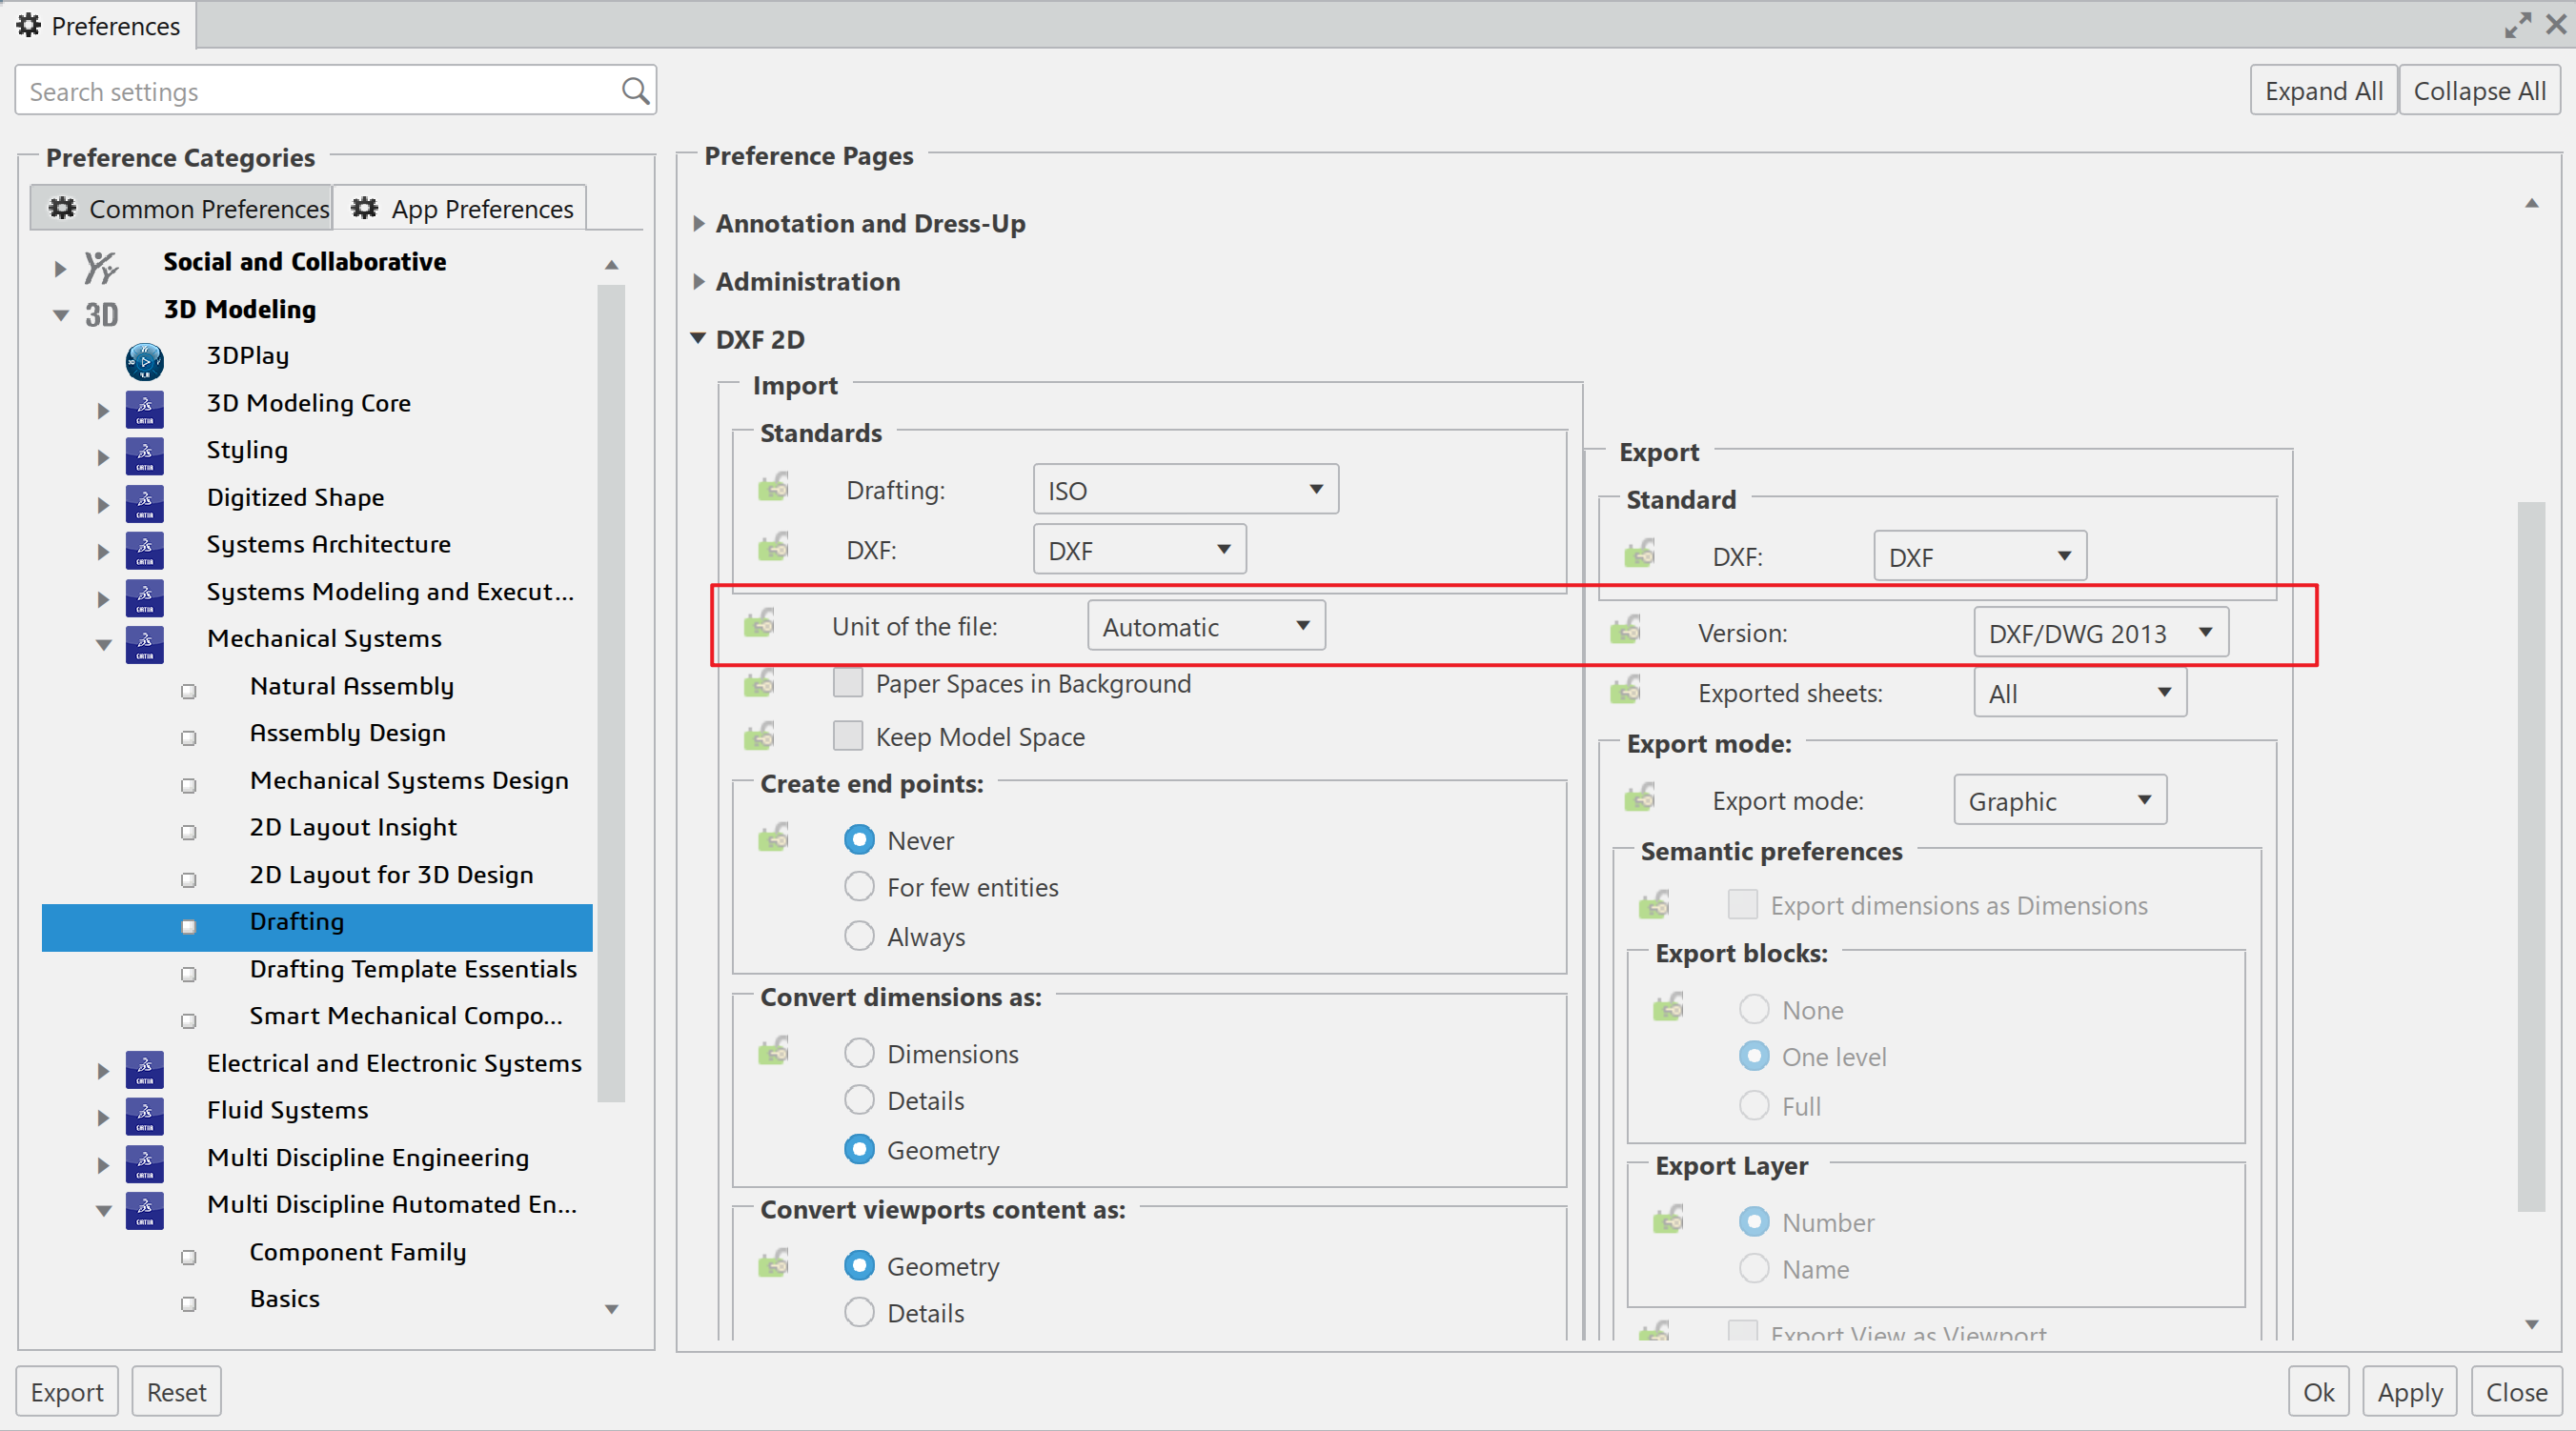 Preferences
Search settings
Expand All
Collapse All
Preference Categories
Common Preferences
App Preferences
Social and Collaborative
3D
3D Modeling
3DPlay
3D Modeling Core
Styling
Digitized Shape
Systems Architecture
Systems Modeling and Execut...
Mechanical Systems
Natural Assembly
Assembly Design
Mechanical Systems Design
2D Layout Insight
2D Layout for 3D Design
Drafting
Drafting Template Essentials
Smart Mechanical Compo...
Electrical and Electronic Systems
Fluid Systems
Multi Discipline Engineering
Multi Discipline Automated En...
Component Family
Basics
Preference Pages
Annotation and Dress-Up
Administration
DXF 2D
Import
Standards
Drafting: ISO
DXF: DXF
Unit of the file: Automatic
Paper Spaces in Background
Keep Model Space
Create end points:
Never
For few entities
Always
Convert dimensions as:
Dimensions
Details
Geometry
Convert viewports content as:
Geometry
Details
Export
Standard
DXF: DXF
Version: DXF/DWG 2013
Exported sheets: All
Export mode:
Export mode: Graphic
Semantic preferences
Export dimensions as Dimensions
Export blocks:
None
One level
Full
Export Layer
Number
Name
Export View as Viewport
Export
Reset
Ok
Apply
Close